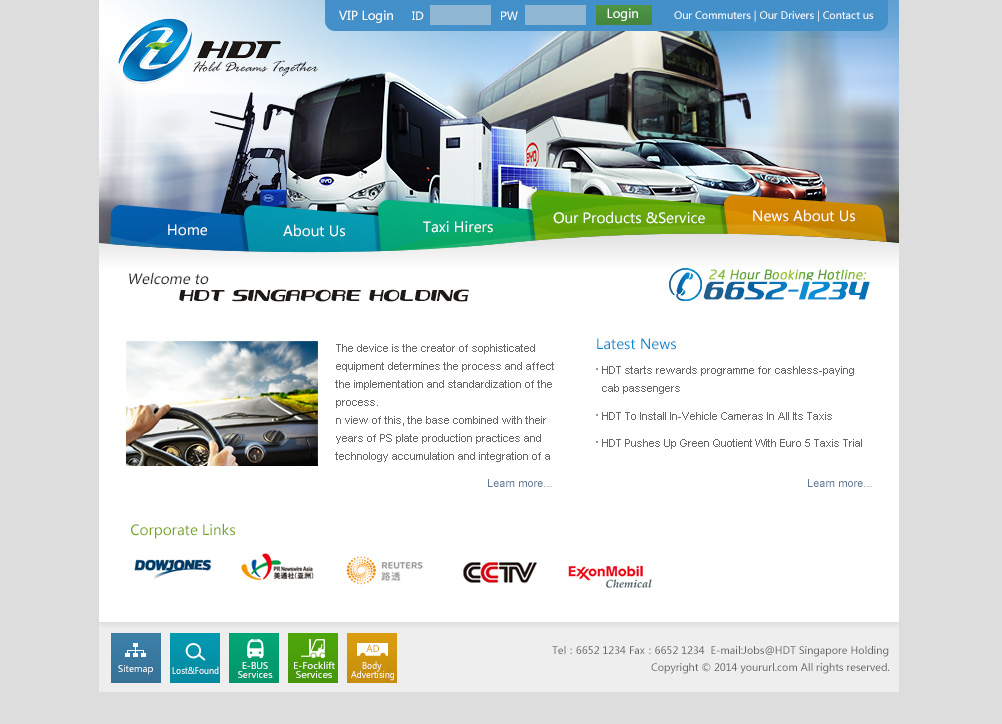 VIP Login ID PW Login Our Commuters | Our Drivers | Contact us
HDT
Hold Dreams Together
BYD
BYD
Home
About Us
Taxi Hirers
Our Products &Service
News About Us
Welcome to
HDT SINGAPORE HOLDING
24 Hour Booking Hotline:
6652-1234
The device is the creator of sophisticated
equipment determines the process and affect
the implementation and standardization of the
process.
n view of this, the base combined with their
years of PS plate production practices and
technology accumulation and integration of a
Learn more...
Latest News
HDT starts rewards programme for cashless-paying
cab passengers
HDT To Install In-Vehicle Cameras In All Its Taxis
HDT Pushes Up Green Quotient With Euro 5 Taxis Trial
Learn more...
Corporate Links
DOWJONES
PR Newswire Asia
美通社(亚洲)
REUTERS
路透
CCTV
ExxonMobil
Chemical
Sitemap
Lost&Found
E-BUS
Services
E-Focklift
Services
AD
Body
Advertising
Tel : 6652 1234 Fax : 6652 1234 E-mail:Jobs@HDT Singapore Holding
Copyright © 2014 yoururl.com All rights reserved.